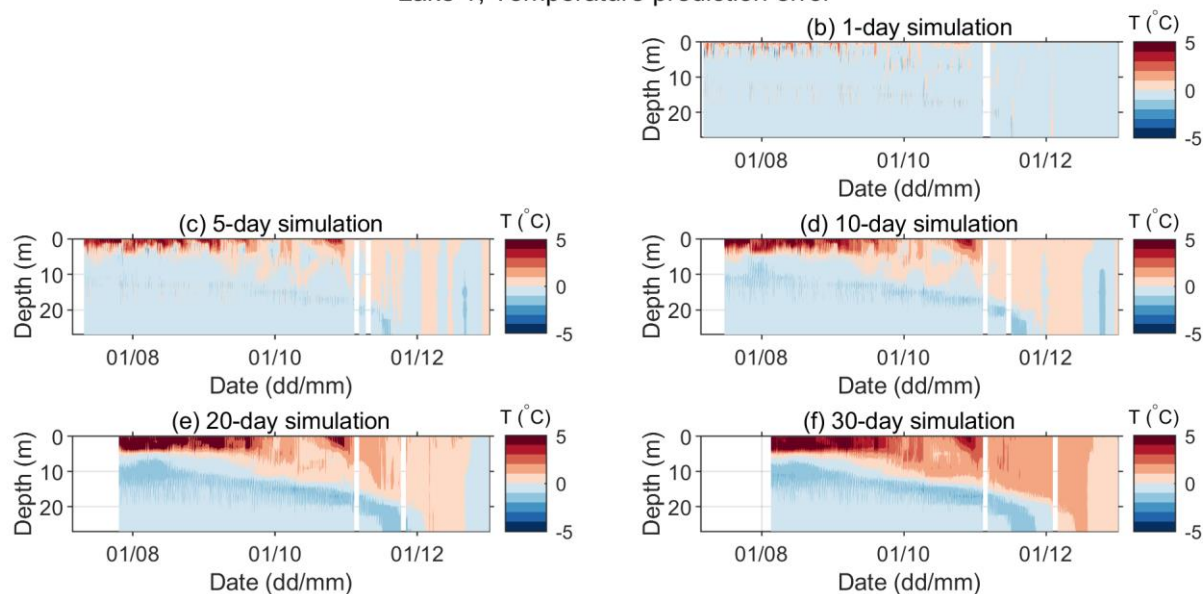 (b) 1-day simulation
T (°C)
Depth (m)
0
10
20
5
0
-5
01/08
01/10
01/12
Date (dd/mm)
(c) 5-day simulation
T (°C)
Depth (m)
0
10
20
5
0
-5
01/08
01/10
01/12
Date (dd/mm)
(d) 10-day simulation
T (°C)
Depth (m)
0
10
20
5
0
-5
01/08
01/10
01/12
Date (dd/mm)
(e) 20-day simulation
T (°C)
Depth (m)
0
10
20
5
0
-5
01/08
01/10
01/12
Date (dd/mm)
(f) 30-day simulation
T (°C)
Depth (m)
0
10
20
5
0
-5
01/08
01/10
01/12
Date (dd/mm)